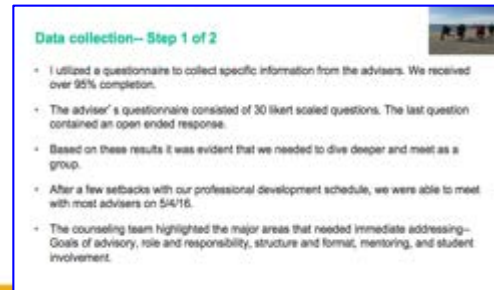 Data collection-- Step 1 of 2
• I utilized a questionnaire to collect specific information from the advisers. We received
over 95% completion.
• The adviser's questionnaire consisted of 30 likert scaled questions. The last question
contained an open ended response.
• Based on these results it was evident that we needed to dive deeper and meet as a
group.
• After a few setbacks with our professional development schedule, we were able to meet
with most advisers on 5/4/16.
• The counseling team highlighted the major areas that needed immediate addressing--
Goals of advisory, role and responsibility, structure and format, mentoring, and student
involvement.